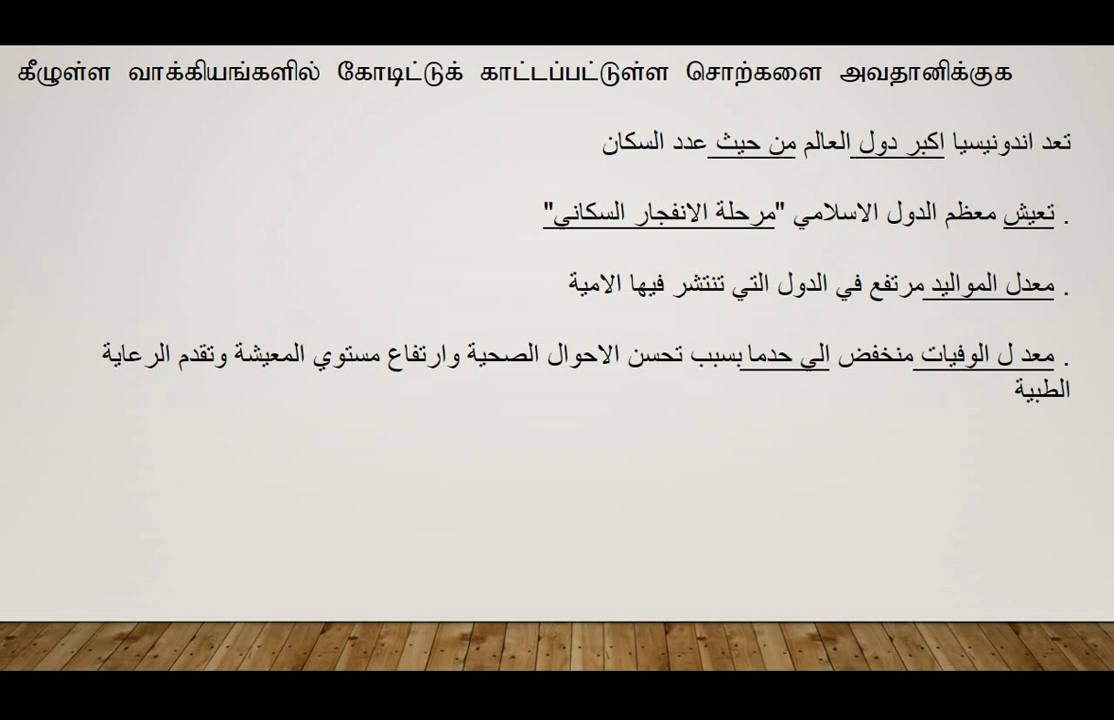 கீழுள்ள வாக்கியங்களில் கோடிட்டுக் காட்டப்பட்டுள்ள சொற்களை அவதானிக்குக
تعد اندونيسيا اكبر دول العالم من حيث عدد السكان
. تعيش معظم الدول الاسلامي "مرحلة الانفجار السكاني"
. معدل المواليد مرتفع في الدول التي تنتشر فيها الامية
. معد ل الوفيات منخفض الي حدما بسبب تحسن الاحوال الصحية وارتفاع مستوي المعيشة وتقدم الرعاية
الطبية